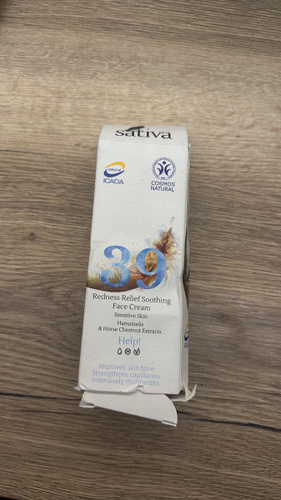 sativa
ICADA
COSMOS
NATURAL
39
Redness Relief Soothing
Face Cream
Sensitive Skin
Hamamelis
& Horse Chestnut Extracts
Help!
Improves skin tone
Strengthens capillaries
Intensively moisturizes